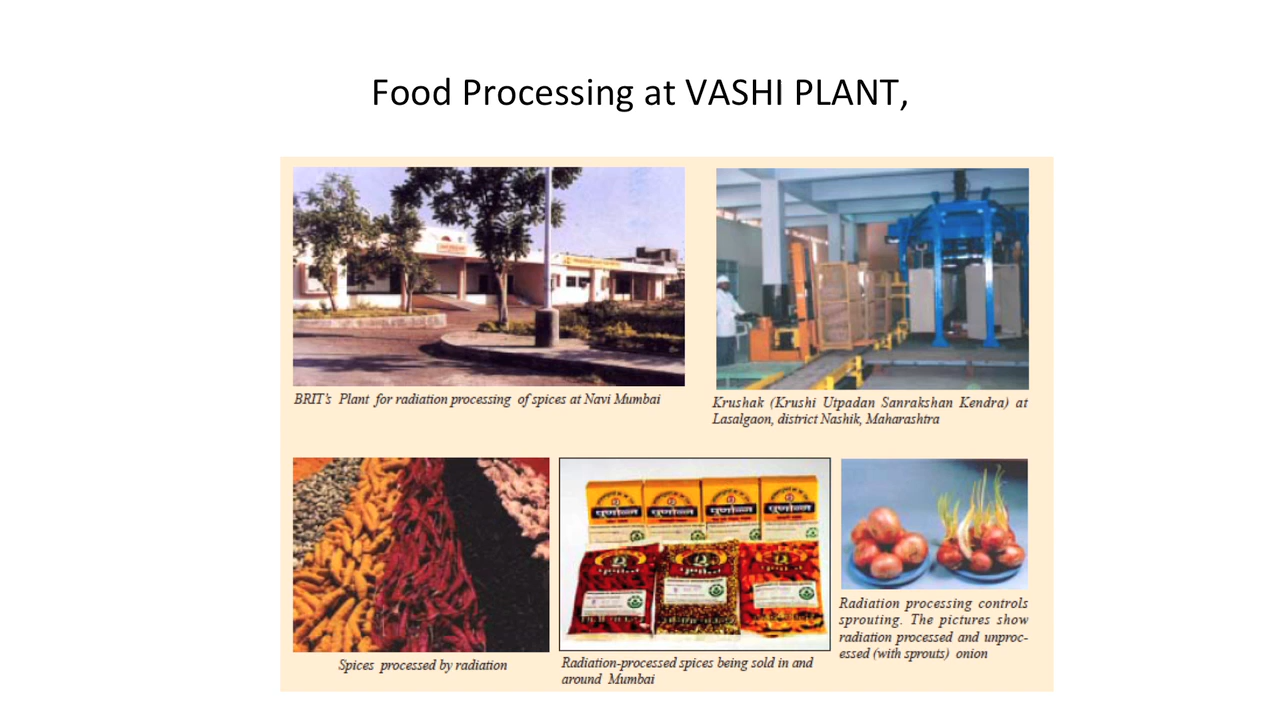 Food Processing at VASHI PLANT,
BRIT's Plant for radiation processing of spices at Navi Mumbai
Krushak (Krushi Utpadan Sanrakshan Kendra) at
Lasalgaon, district Nashik, Maharashtra
Spices processed by radiation
Radiation-processed spices being sold in and
around Mumbai
Radiation processing controls
sprouting. The pictures show
radiation processed and unproc-
essed (with sprouts) onion